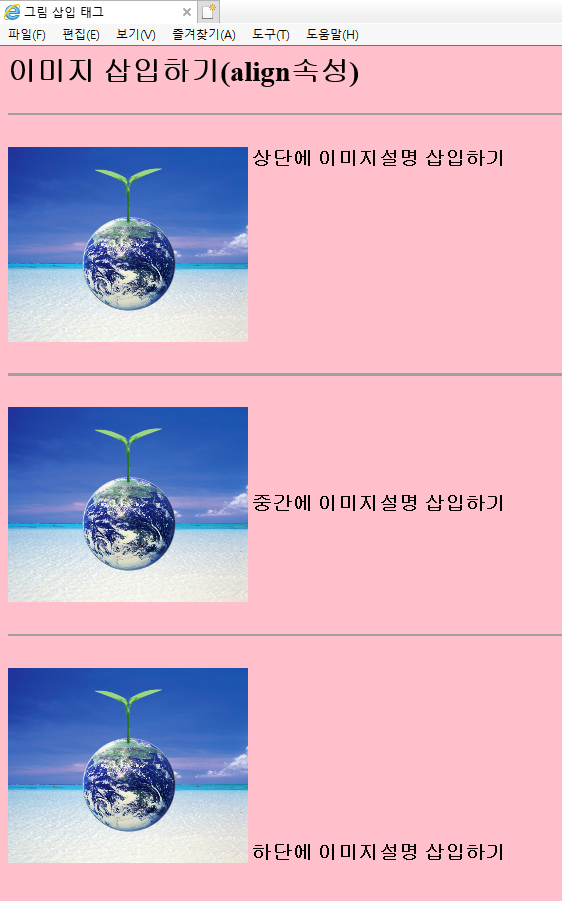 그림 삽입 태그
파일(F) 편집(E) 보기(V) 즐겨찾기(A) 도구(T) 도움말(H)
이미지 삽입하기(align속성)
상단에 이미지설명 삽입하기
중간에 이미지설명 삽입하기
하단에 이미지설명 삽입하기